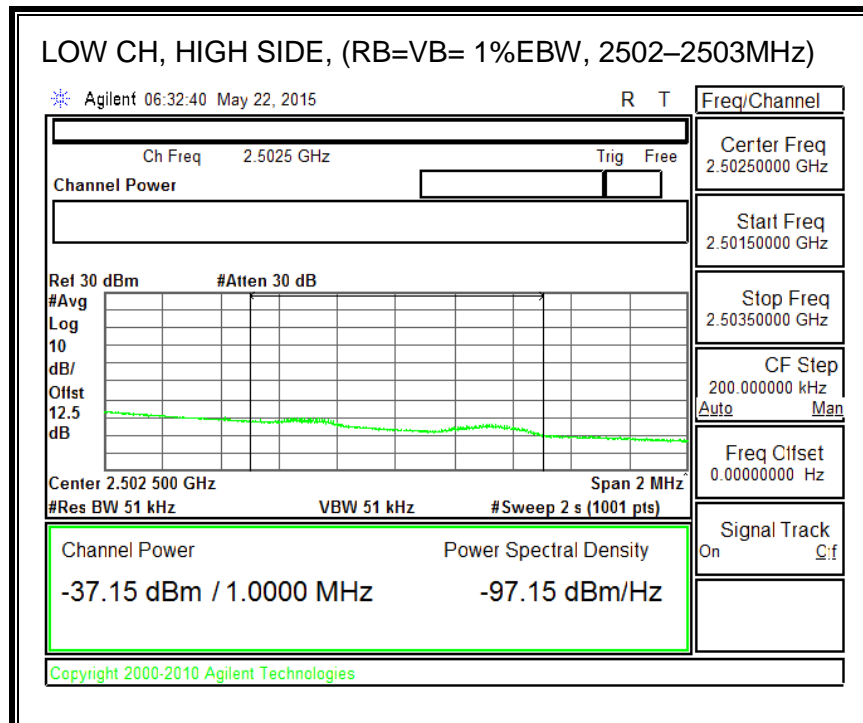 LOW CH, HIGH SIDE, (RB=VB= 1%EBW, 2502–2503MHz)
Agilent 06:32:40 May 22, 2015 R T
Freq/Channel
Ch Freq 2.5025 GHz Trig Free
Channel Power
Center Freq
2.50250000 GHz
Start Freq
2.50150000 GHz
Stop Freq
2.50350000 GHz
CF Step
200.000000 kHz
Auto Man
Freq Offset
0.00000000 Hz
Signal Track
On Off
Ref 30 dBm #Atten 30 dB
#Avg
Log
10
dB/
Offst
12.5
dB
Center 2.502 500 GHz Span 2 MHz
#Res BW 51 kHz VBW 51 kHz #Sweep 2 s (1001 pts)
Channel Power Power Spectral Density
-37.15 dBm / 1.0000 MHz -97.15 dBm/Hz
Copyright 2000-2010 Agilent Technologies